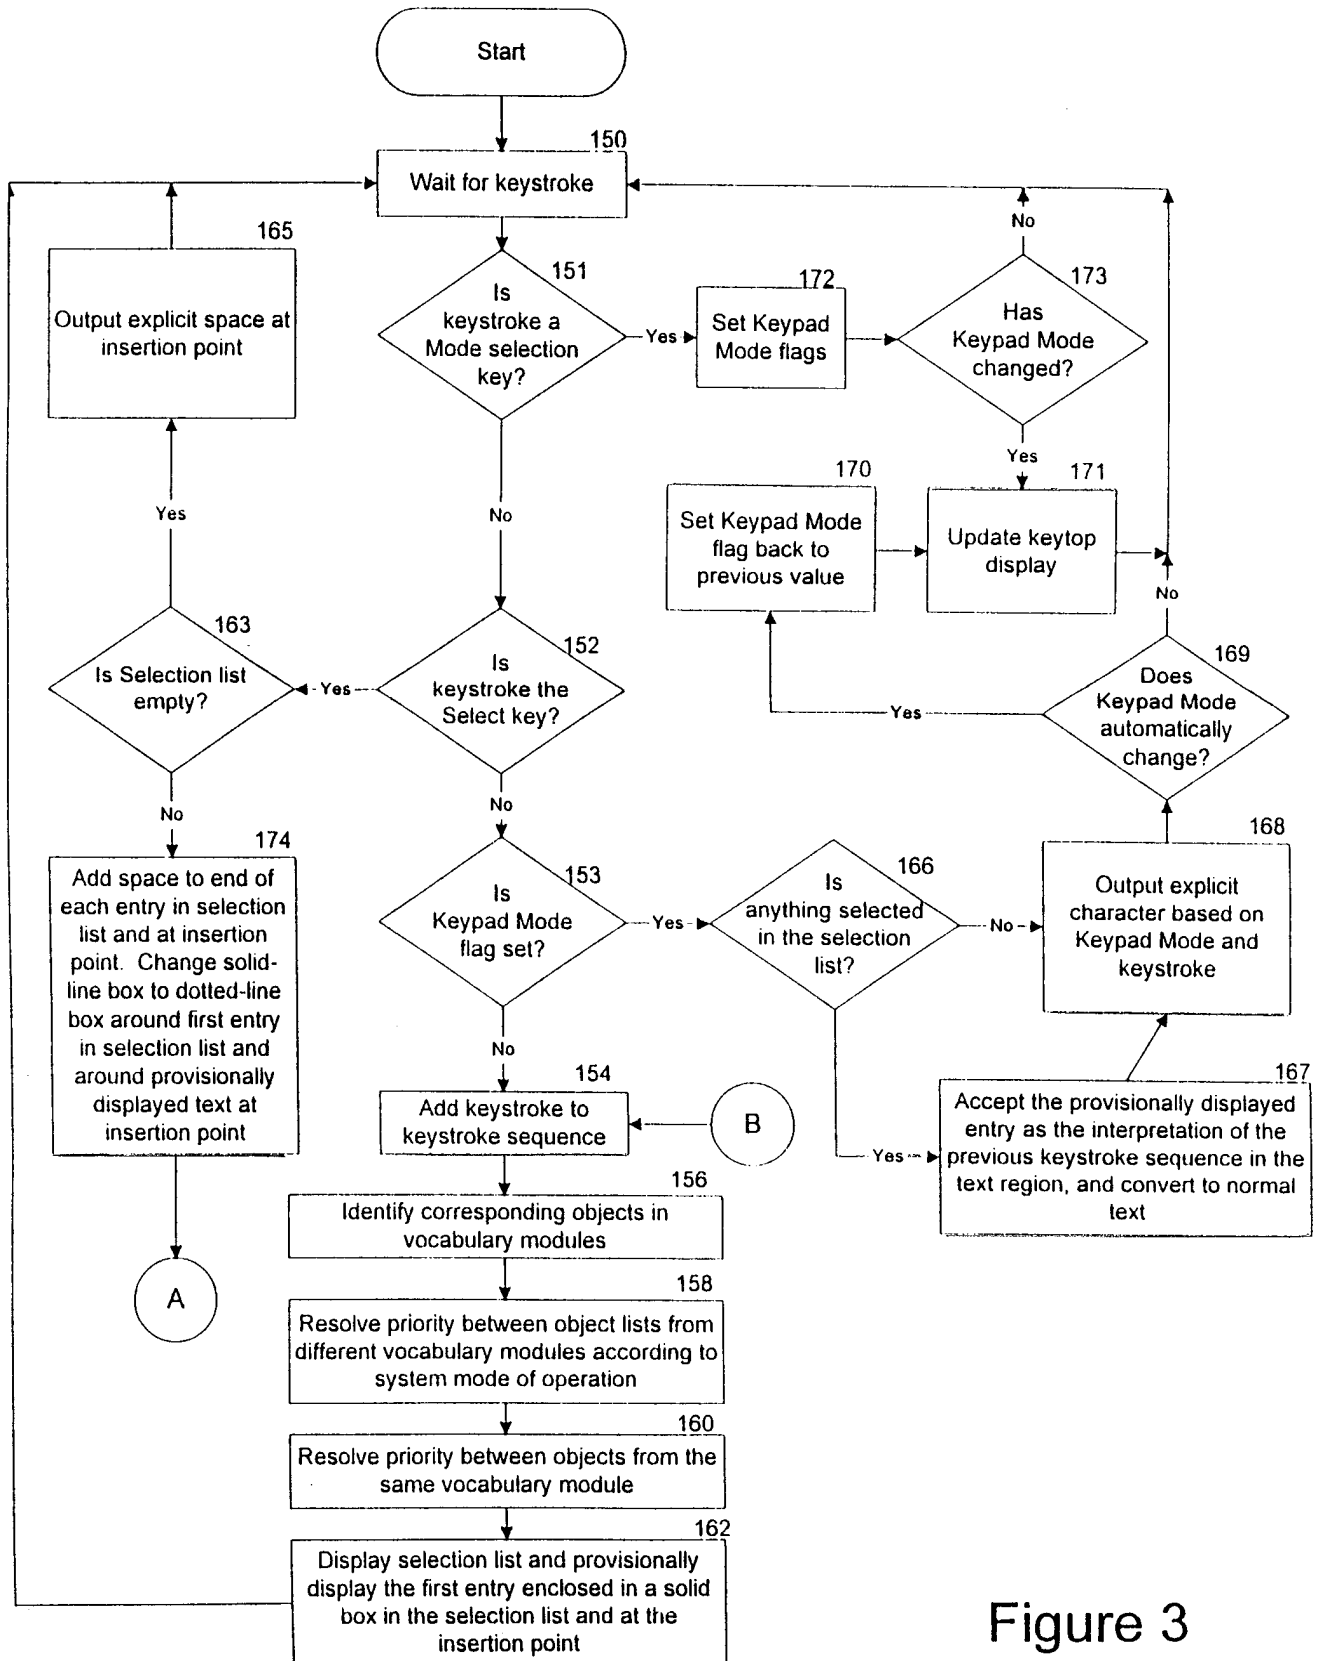 Start
150
Wait for keystroke
165
Output explicit space at
insertion point
151
Is
keystroke a
Mode selection
key?
Yes
172
Set Keypad
Mode flags
No
173
Has
Keypad Mode
changed?
Yes
170
Set Keypad Mode
flag back to
previous value
171
Update keytop
display
No
No
Yes
163
Is Selection list
empty?
Yes
152
Is
keystroke the
Select key?
169
Does
Keypad Mode
automatically
change?
Yes
No
No
174
Add space to end of
each entry in selection
list and at insertion
point. Change solid-
line box to dotted-line
box around first entry
in selection list and
around provisionally
displayed text at
insertion point
A
153
Is
Keypad Mode
flag set?
Yes
166
Is
anything selected
in the selection
list?
No
168
Output explicit
character based on
Keypad Mode and
keystroke
Yes
167
Accept the provisionally displayed
entry as the interpretation of the
previous keystroke sequence in the
text region, and convert to normal
text
No
154
Add keystroke to
keystroke sequence
B
156
Identify corresponding objects in
vocabulary modules
158
Resolve priority between object lists from
different vocabulary modules according to
system mode of operation
160
Resolve priority between objects from the
same vocabulary module
162
Display selection list and provisionally
display the first entry enclosed in a solid
box in the selection list and at the
insertion point
Figure 3